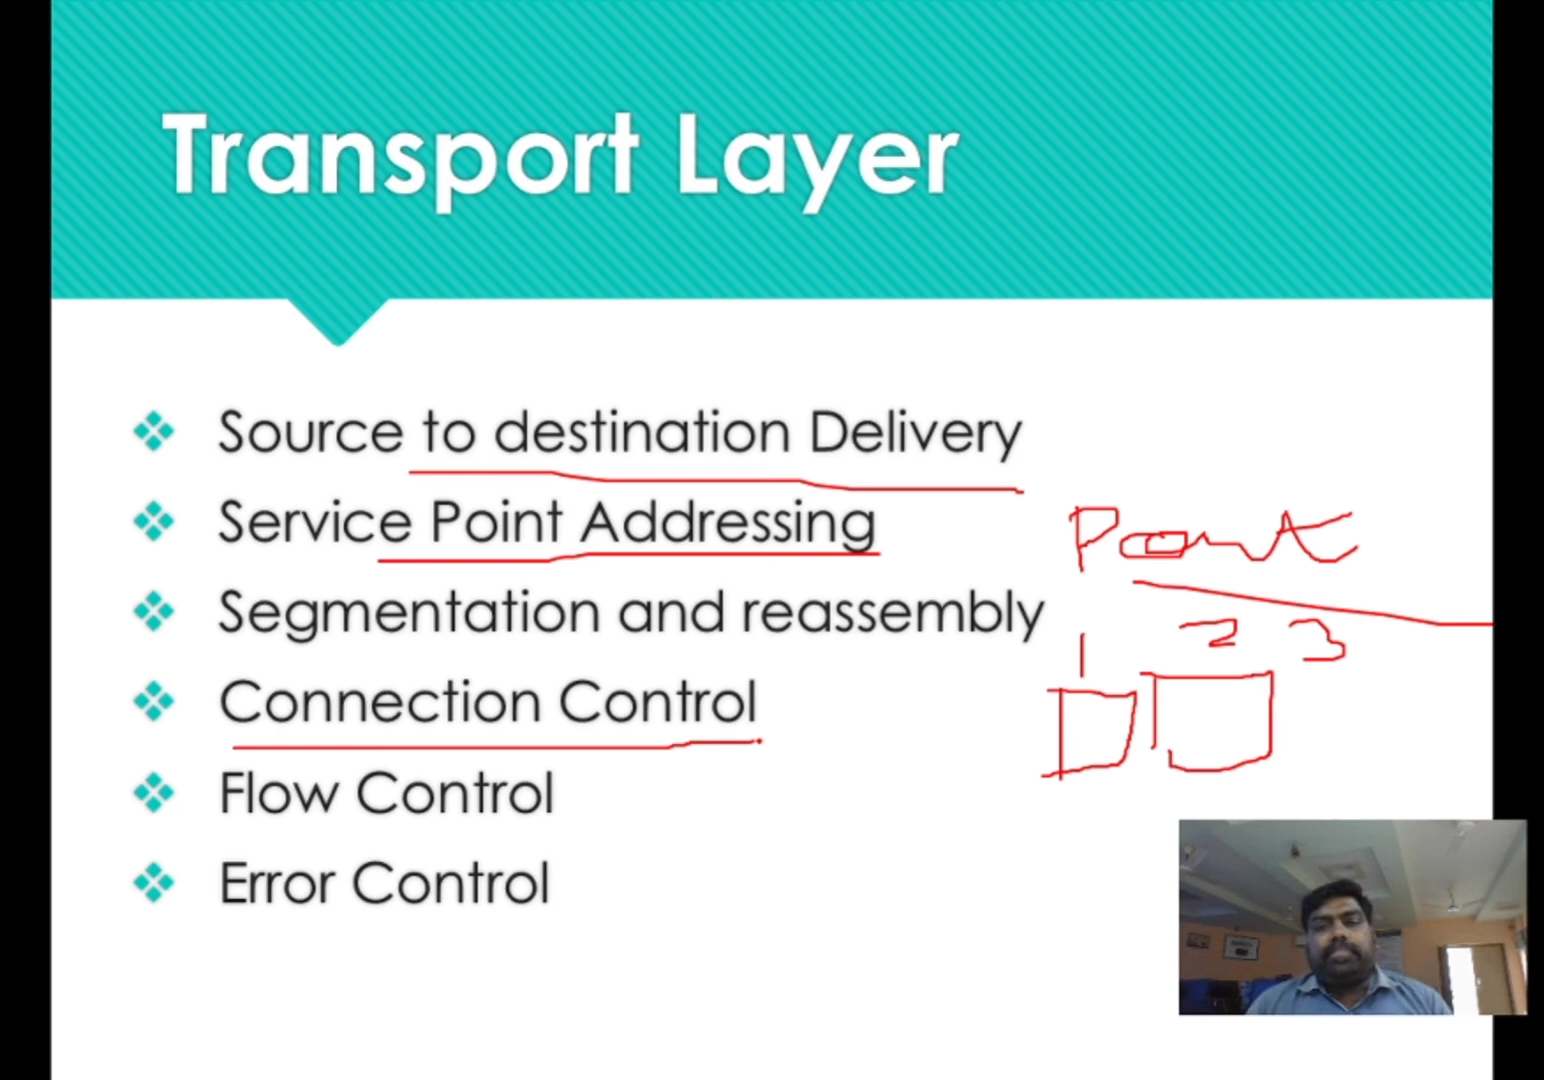 Transport Layer
Source to destination Delivery
Service Point Addressing
Point
Segmentation and reassembly
1 2 3
Connection Control
Flow Control
Error Control